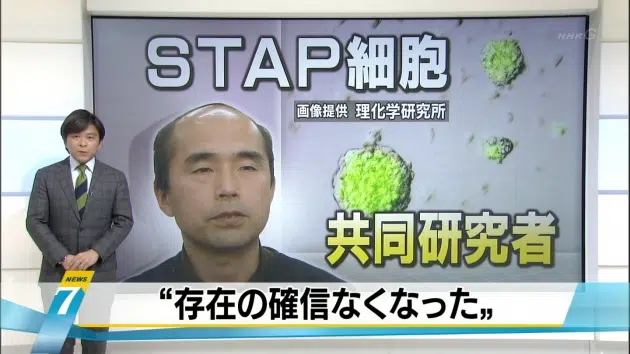 NHK G
STAP細胞
画像提供 理化学研究所
共同研究者
NEWS
7
“存在の確信なくなった„